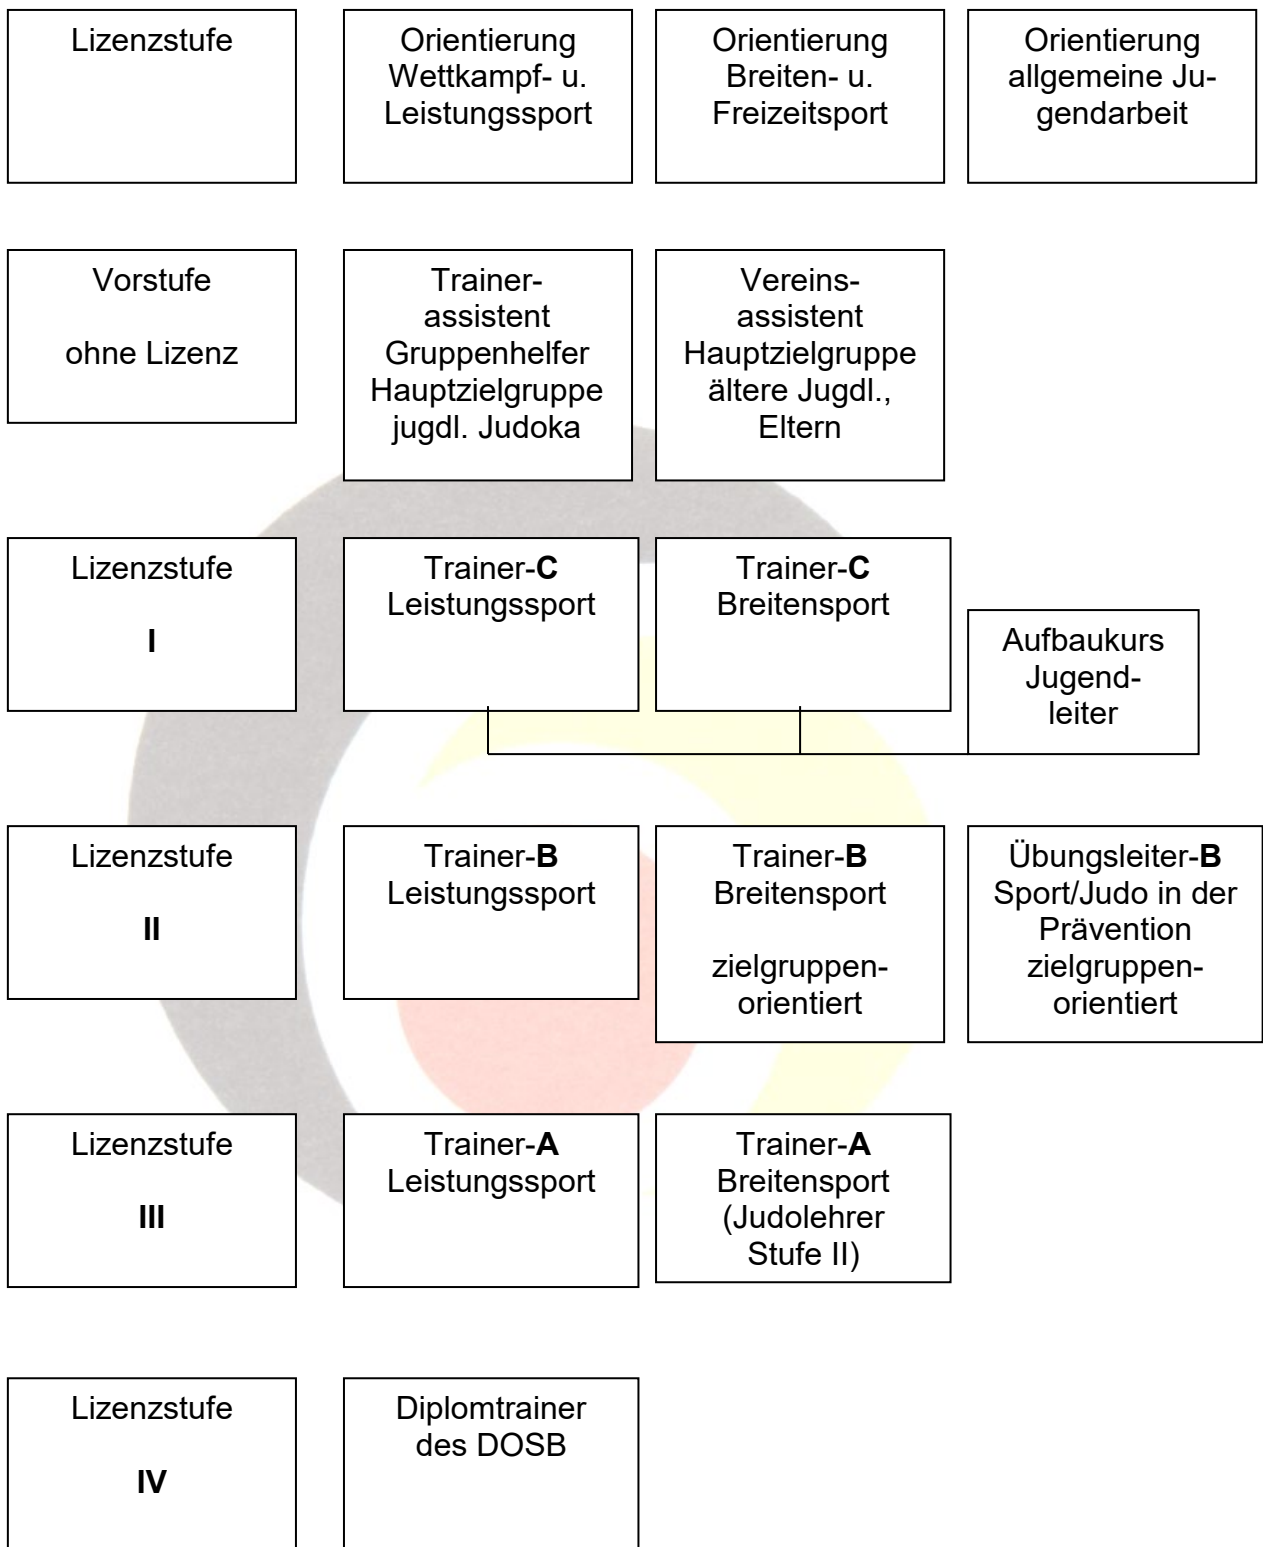 Lizenzstufe
Orientierung
Wettkampf- u.
Leistungssport
Orientierung
Breiten- u.
Freizeitsport
Orientierung
allgemeine Ju-
gendarbeit
Vorstufe
ohne Lizenz
Trainer-
assistent
Gruppenhelfer
Hauptzielgruppe
jugdl. Judoka
Vereins-
assistent
Hauptzielgruppe
ältere Jugdl.,
Eltern
Lizenzstufe
I
Trainer-C
Leistungssport
Trainer-C
Breitensport
Aufbaukurs
Jugend-
leiter
Lizenzstufe
II
Trainer-B
Leistungssport
Trainer-B
Breitensport
zielgruppen-
orientiert
Übungsleiter-B
Sport/Judo in der
Prävention
zielgruppen-
orientiert
Lizenzstufe
III
Trainer-A
Leistungssport
Trainer-A
Breitensport
(Judolehrer
Stufe II)
Lizenzstufe
IV
Diplomtrainer
des DOSB